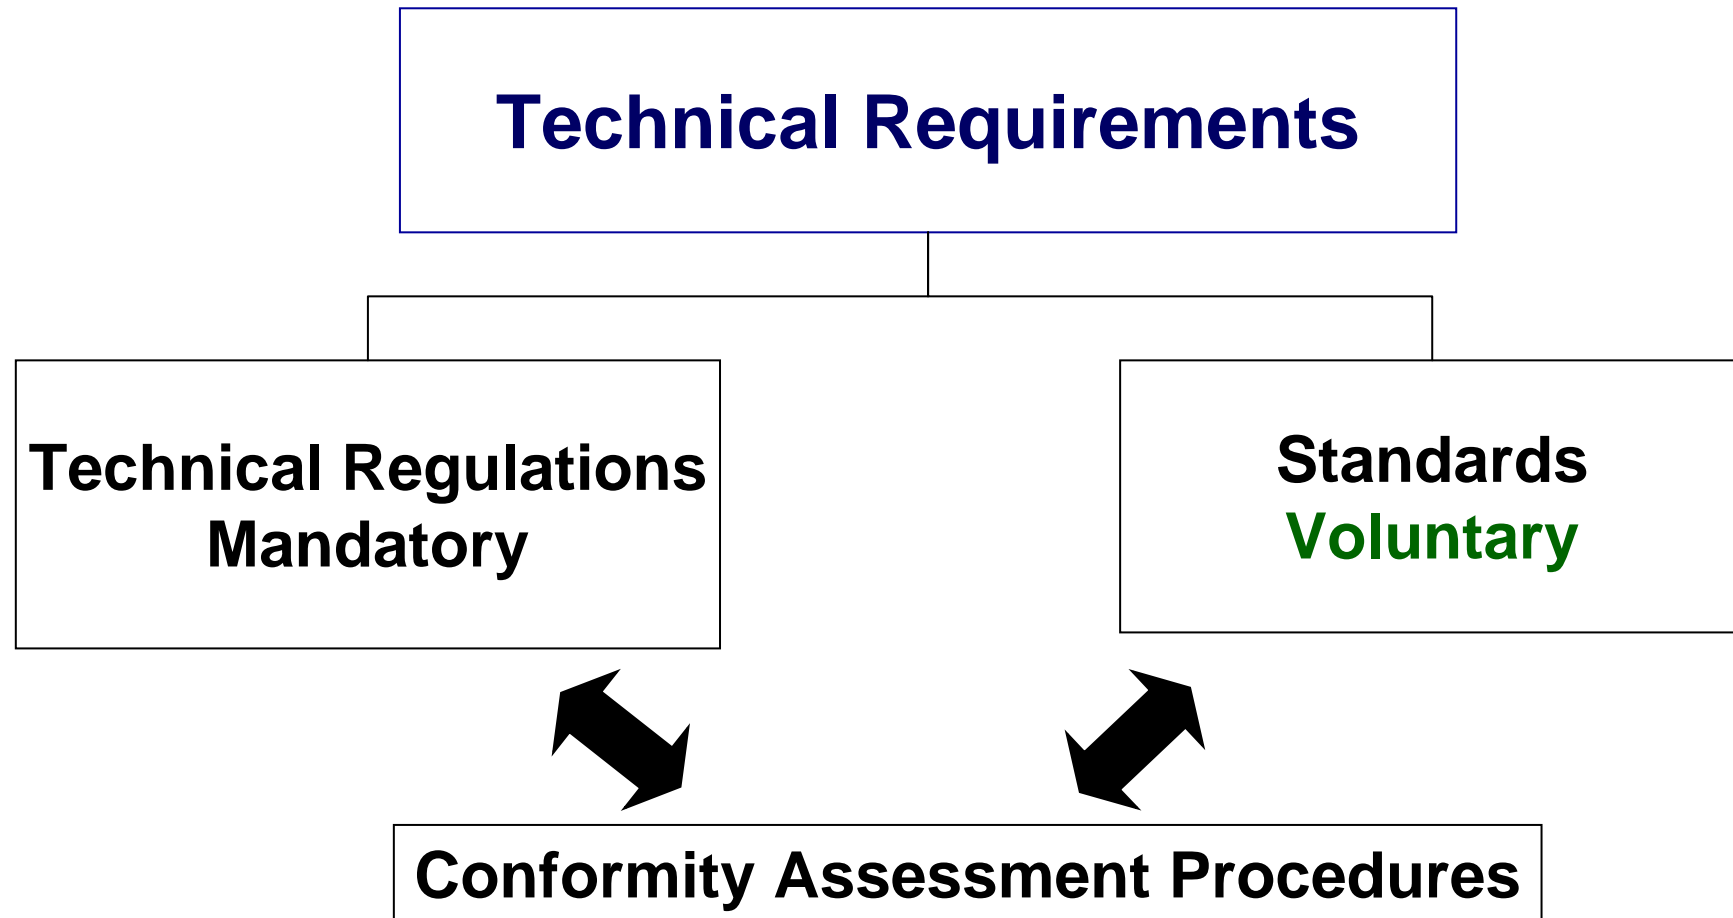 Technical Requirements
Technical Regulations
Mandatory
Standards
Voluntary
Conformity Assessment Procedures